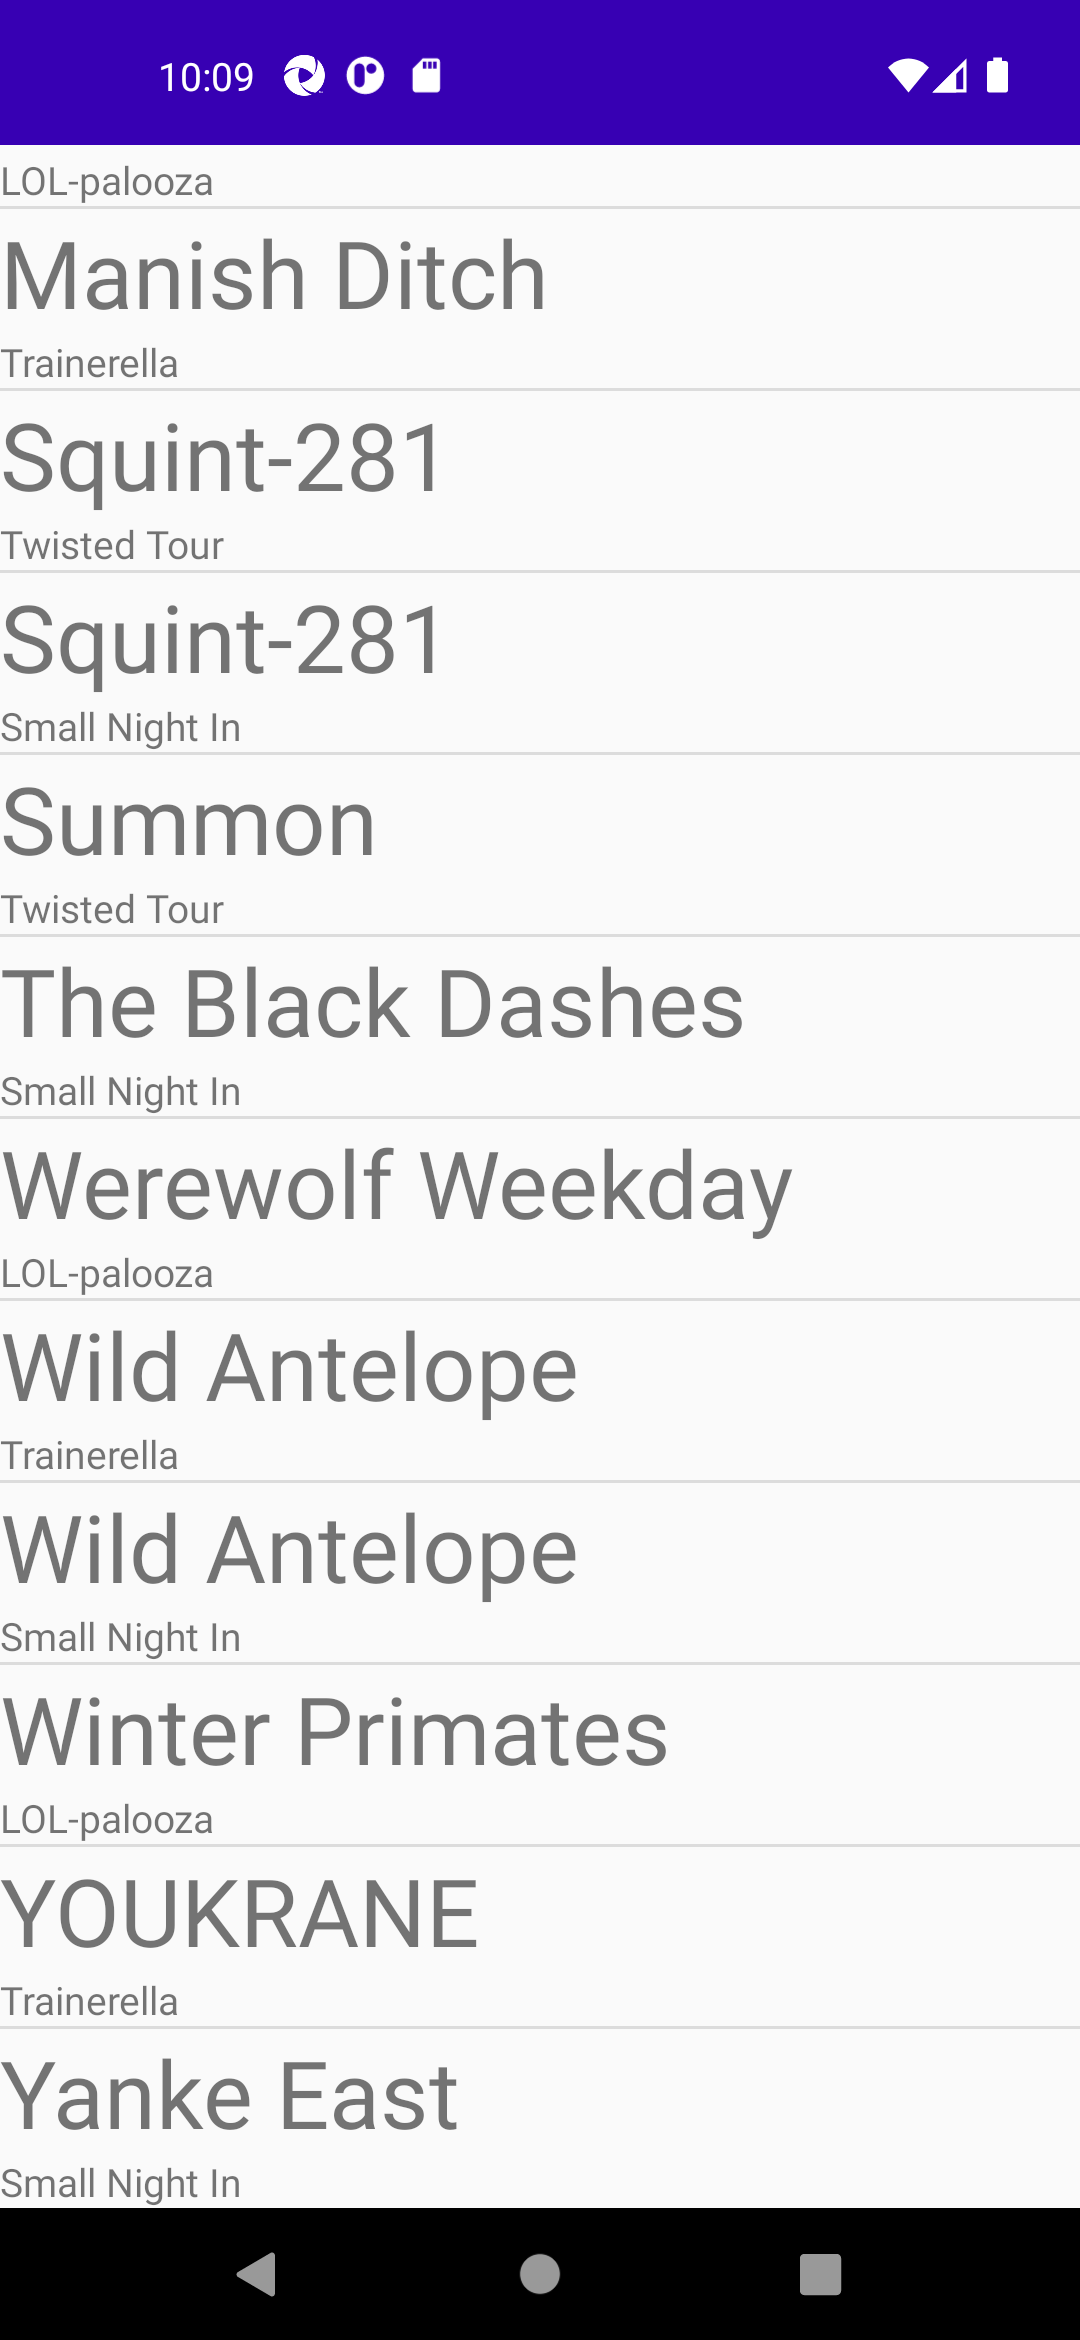 10:09
LOL-palooza
Manish Ditch
Trainerella
Squint-281
Twisted Tour
Squint-281
Small Night In
Summon
Twisted Tour
The Black Dashes
Small Night In
Werewolf Weekday
LOL-palooza
Wild Antelope
Trainerella
Wild Antelope
Small Night In
Winter Primates
LOL-palooza
YOUKRANE
Trainerella
Yanke East
Small Night In